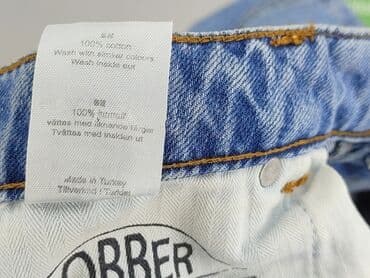 GB
100% cotton
Wash with similar colours
Wash inside out
100% bomull
Tvättas med liknande färger
Tvättas med insidan ut
Made in Turkey
Tillverkad i Turkiet
OBBER